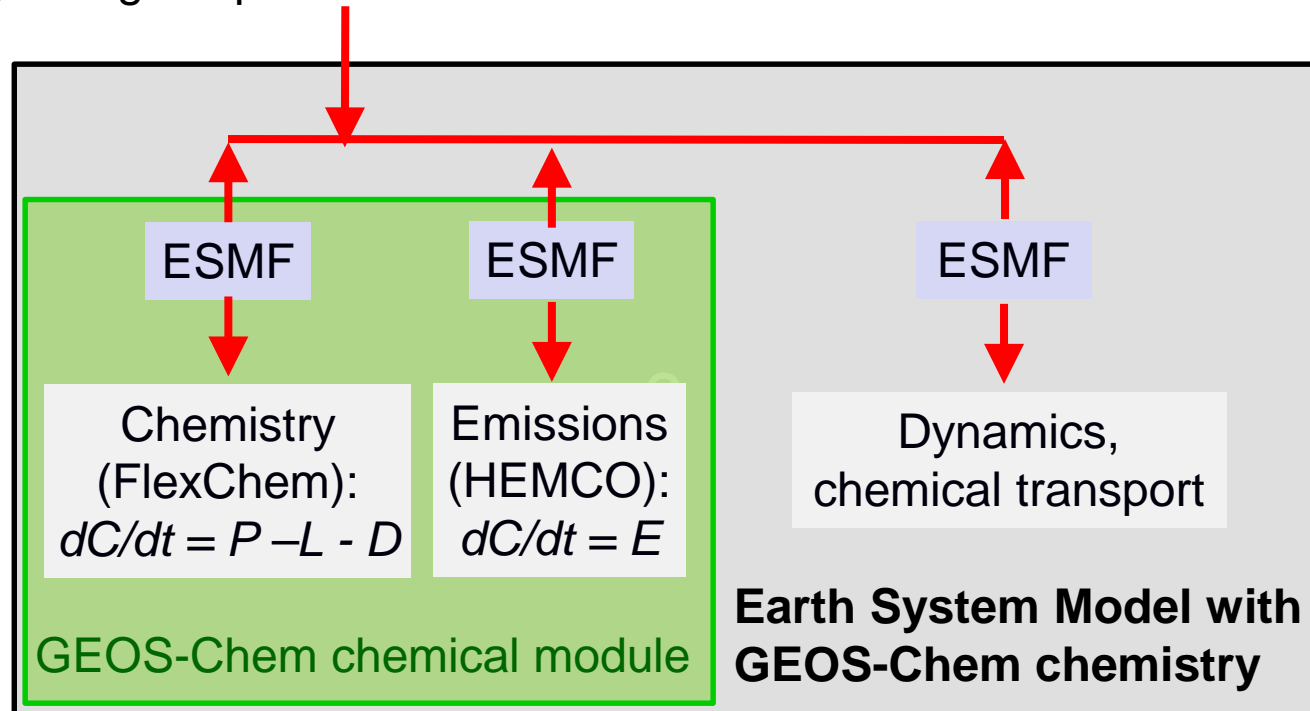 ESMF
ESMF
ESMF
Chemistry
(FlexChem):
dC/dt = P –L - D
Emissions
(HEMCO):
dC/dt = E
Dynamics,
chemical transport
GEOS-Chem chemical module
Earth System Model with
GEOS-Chem chemistry